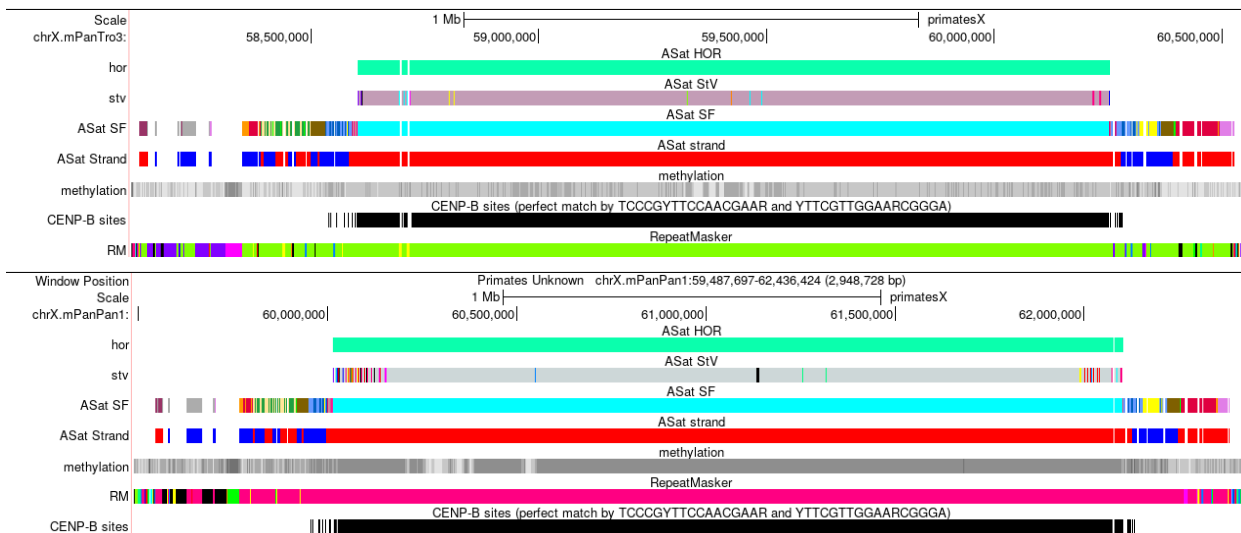 Scale 1 Mb primatesX
chrX.mPanTro3: 58,500,000 59,000,000 59,500,000 60,000,000 60,500,000
ASat HOR
hor
ASat StV
stv
ASat SF
ASat SF
ASat strand
ASat Strand
methylation
methylation
CENP-B sites (perfect match by TCCCGYTTCCAACGAAR and YTTCGTTGGAARCGGGA)
CENP-B sites
RepeatMasker
RM
Window Position Primates Unknown chrX.mPanPan1:59,487,697-62,436,424 (2,948,728 bp)
Scale 1 Mb primatesX
chrX.mPanPan1: 60,000,000 60,500,000 61,000,000 61,500,000 62,000,000
ASat HOR
hor
ASat StV
stv
ASat SF
ASat SF
ASat strand
ASat Strand
methylation
methylation
RepeatMasker
RM
CENP-B sites (perfect match by TCCCGYTTCCAACGAAR and YTTCGTTGGAARCGGGA)
CENP-B sites